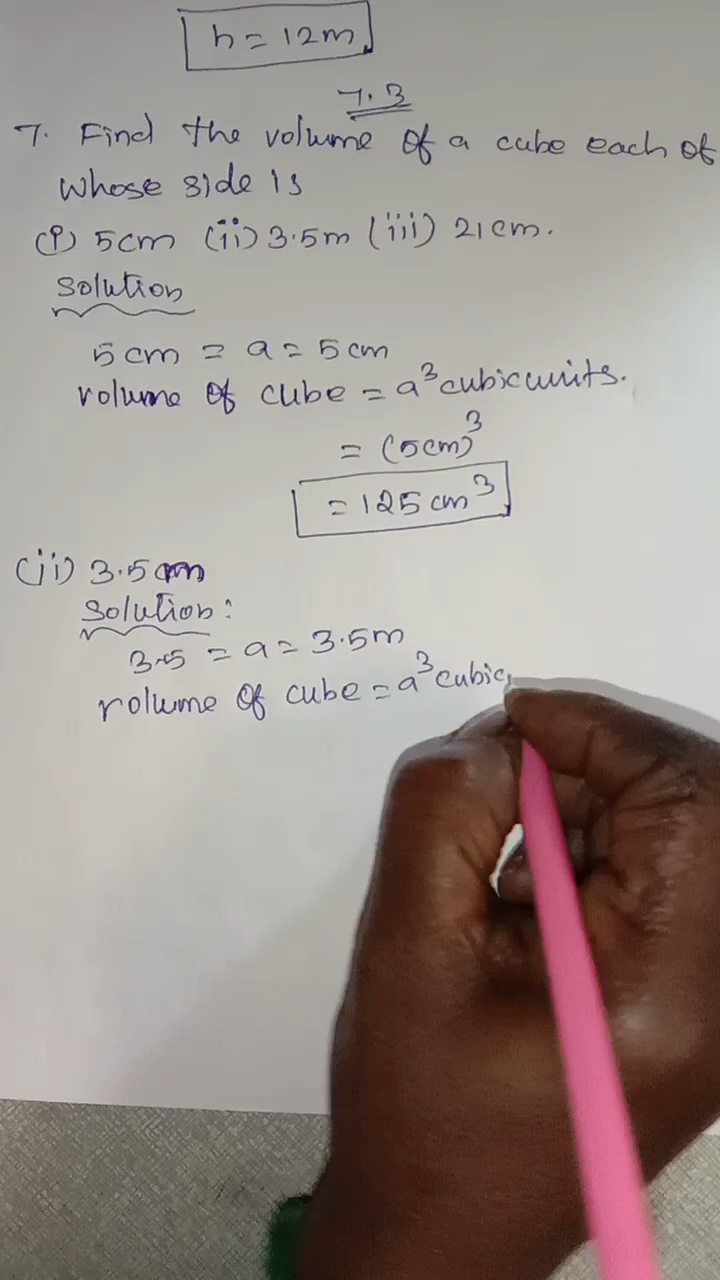 h = 12m
7.3
7. Find the volume of a cube each of
whose side is
(i) 5cm (ii) 3.5m (iii) 21cm.
Solution
5cm = a = 5cm
volume of cube = a³ cubic units.
= (5cm)³
= 125 cm³
(ii) 3.5m
Solution:
3.5 = a = 3.5m
volume of cube = a³ cubic